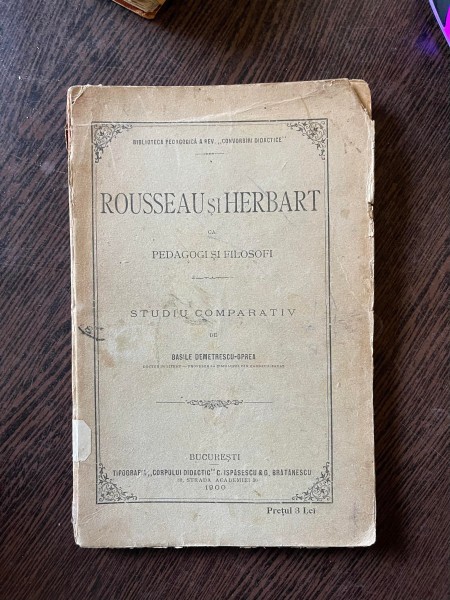 BIBLIOTECA PEDAGOGICĂ A REV. „CONVORBIRI DIDACTICE"
ROUSSEAU ȘI HERBART
CA
PEDAGOGI ȘI FILOSOFI
STUDIU COMPARATIV
DE
BASILE DEMETRESCU-OPREA
BUCUREȘTI
TIPOGRAFIA „CORPULUI DIDACTIC" C. ISPĂSESCU & G. BRĂTĂNESCU
STRADA ACADEMIEI
1900
Prețul 3 Lei